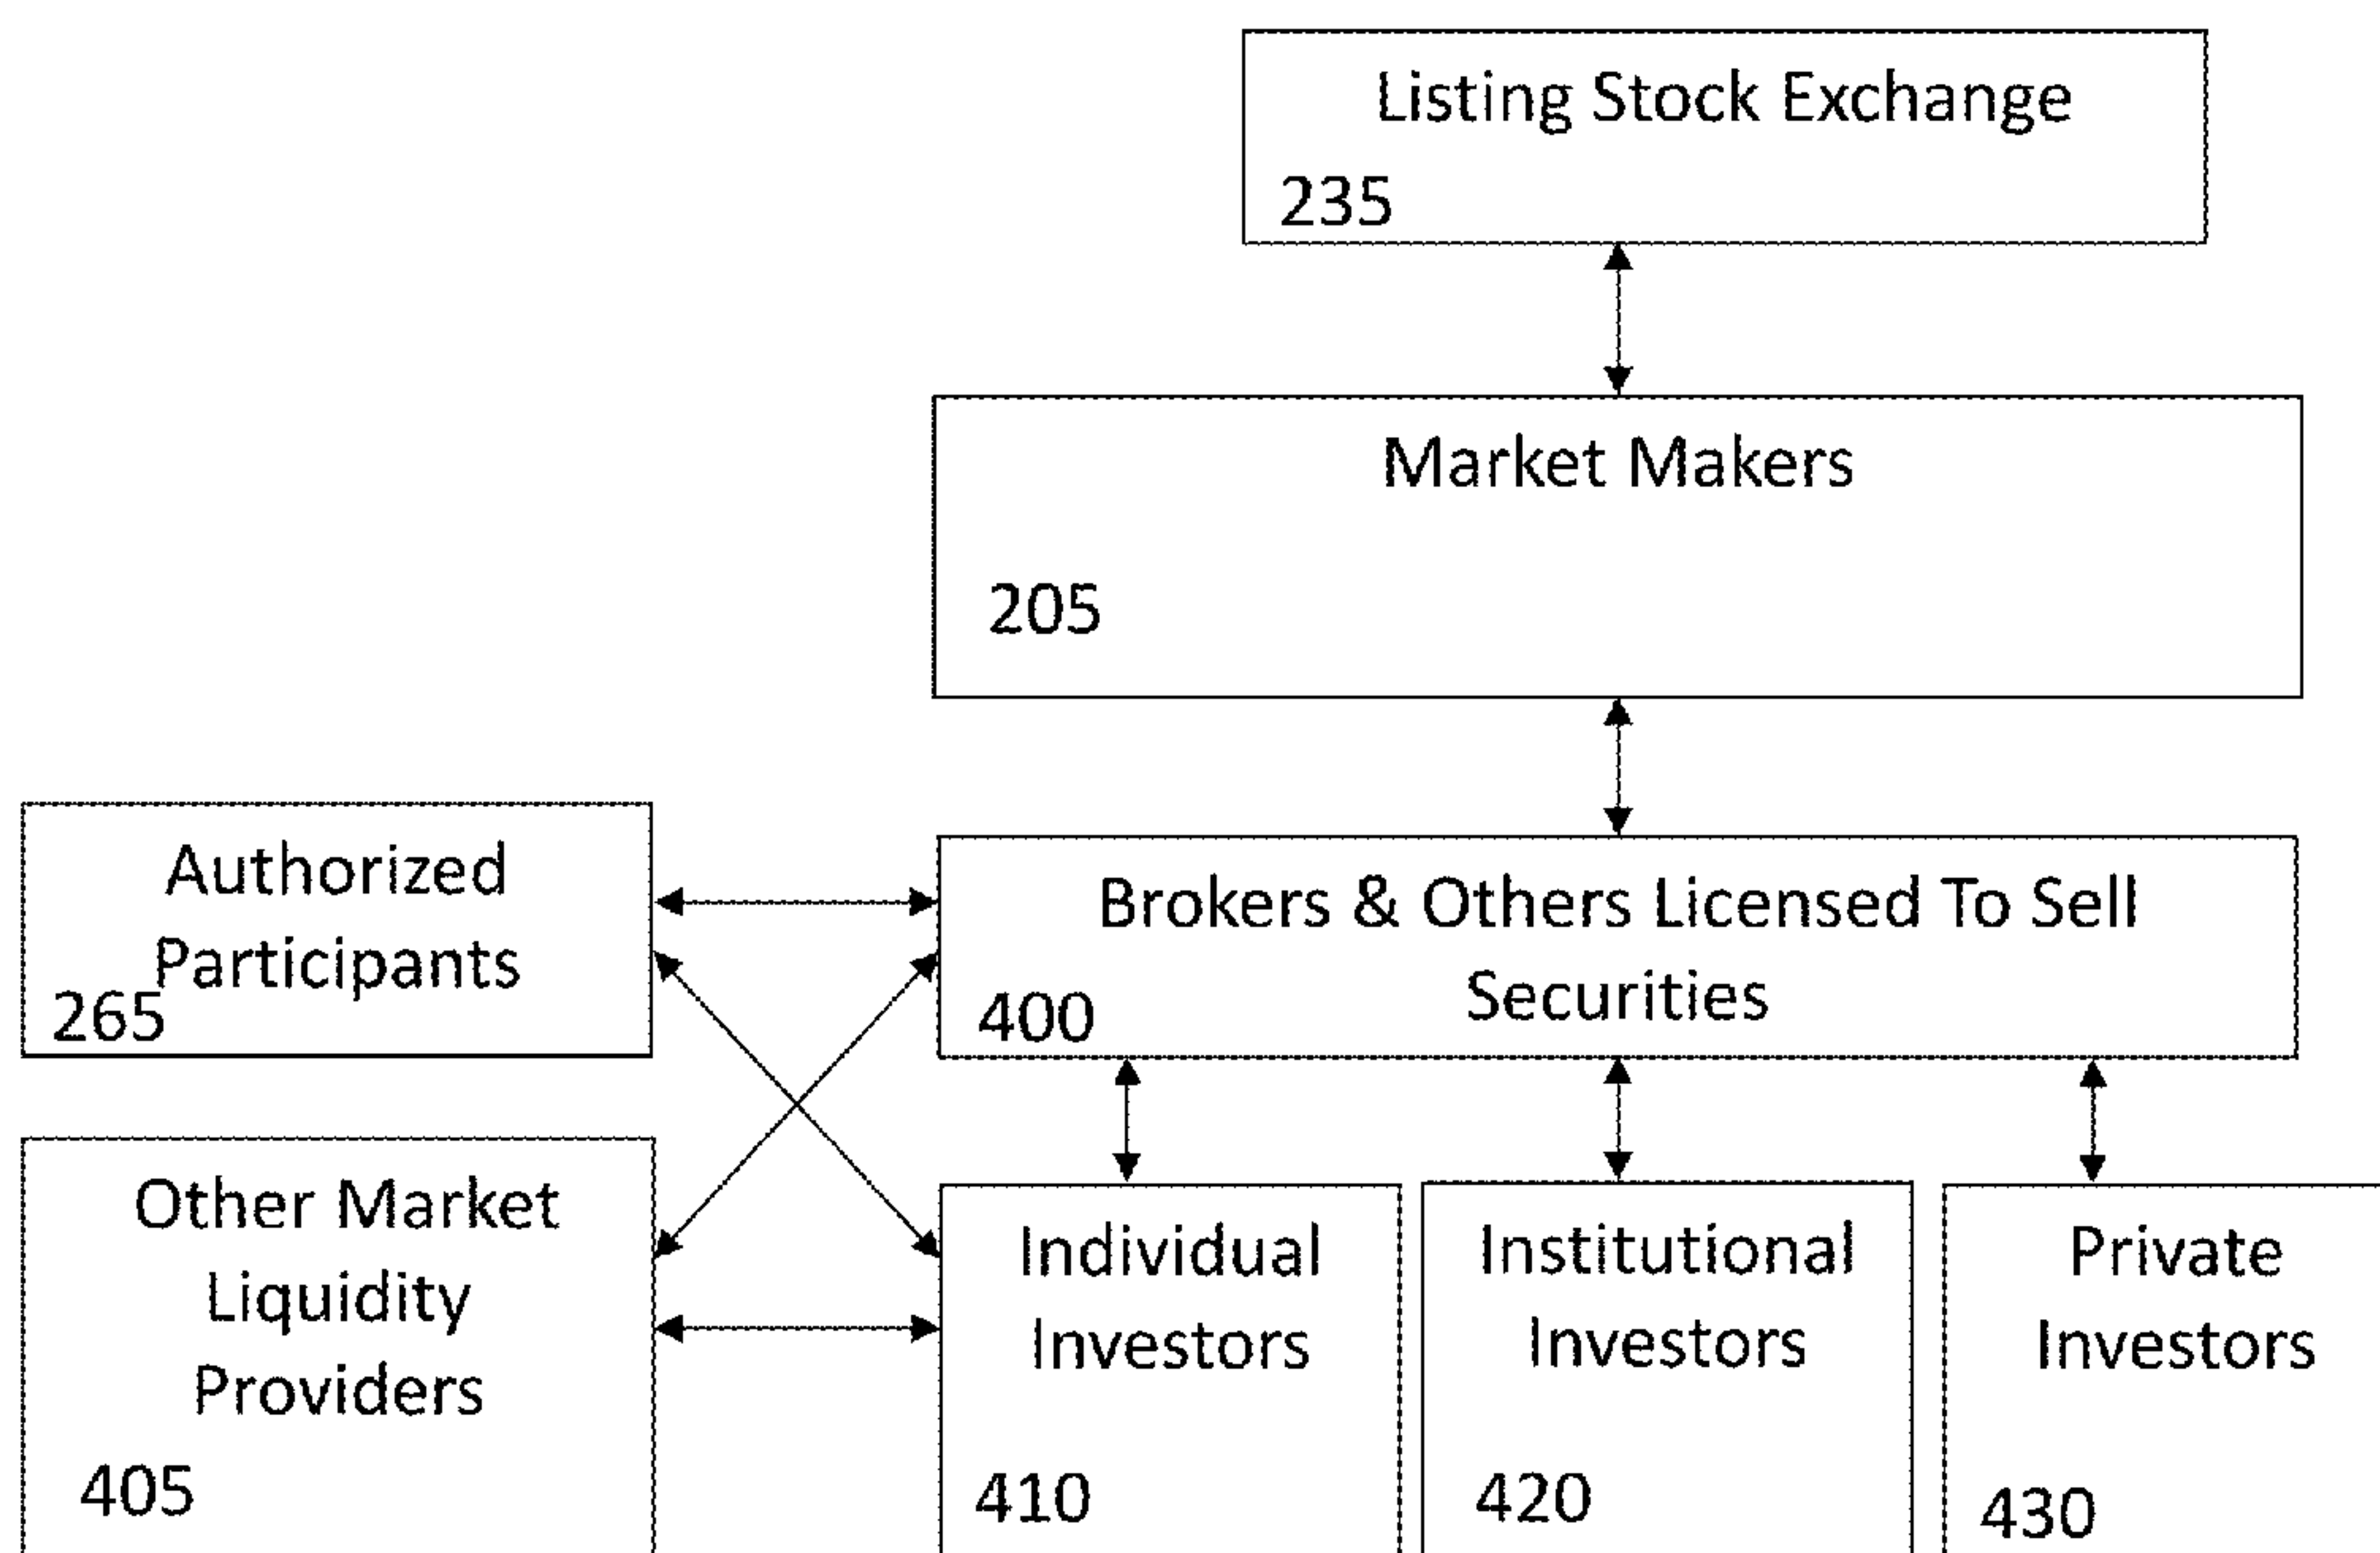 Listing Stock Exchange
235
Market Makers
205
Authorized
Participants
265
Brokers & Others Licensed To Sell
Securities
400
Other Market
Liquidity
Providers
405
Individual
Investors
410
Institutional
Investors
420
Private
Investors
430